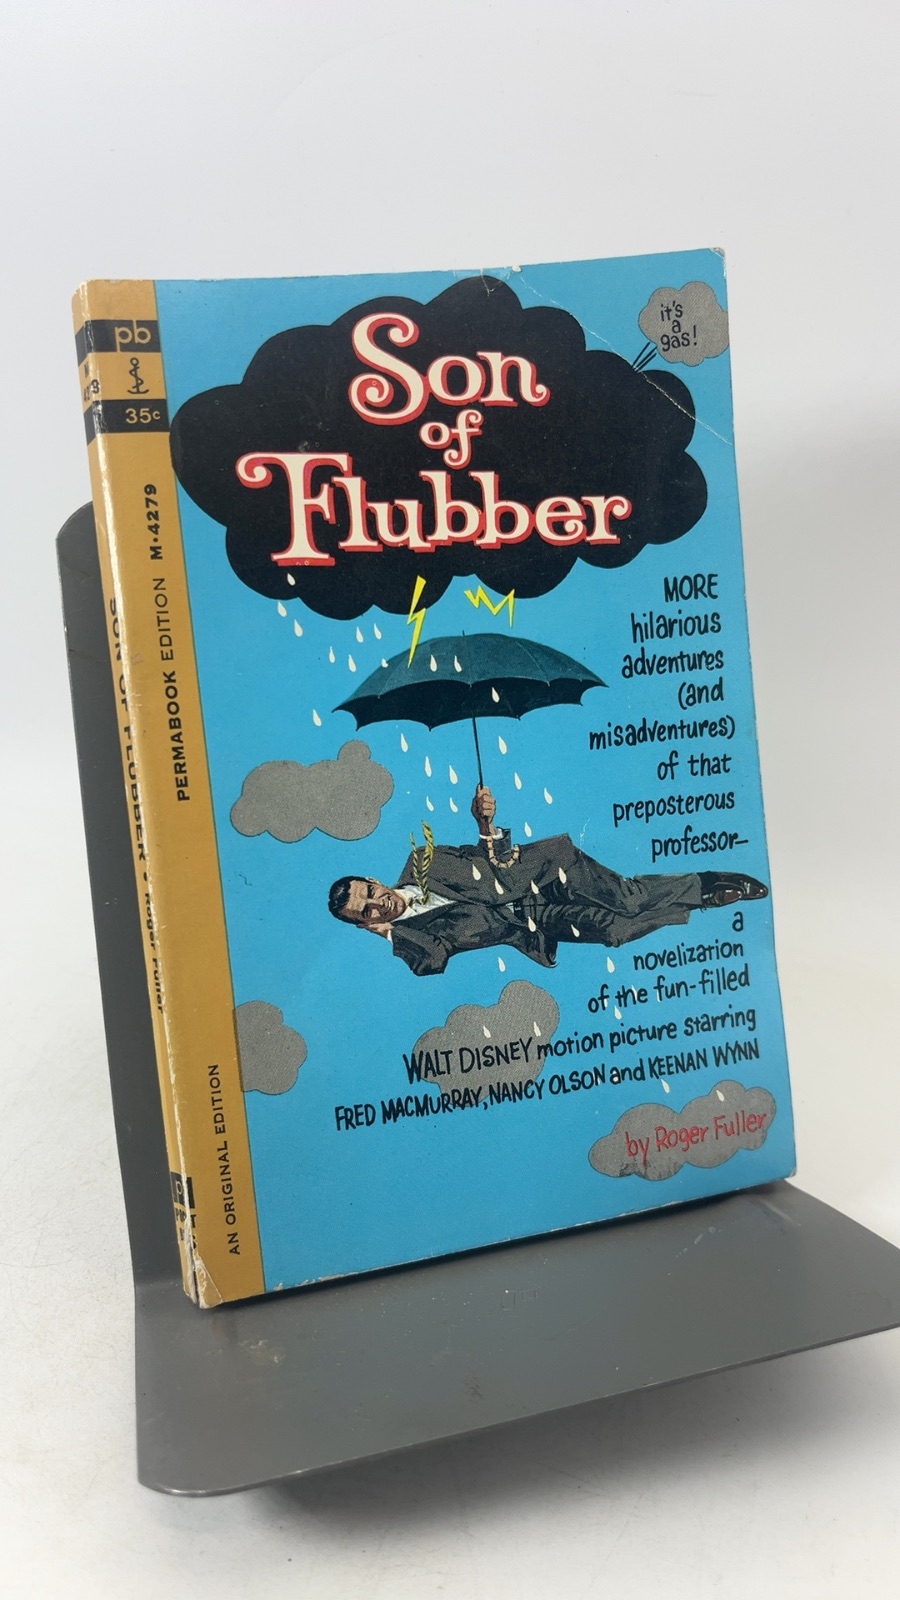 pb
35¢
PERMABOOK EDITION M·4279
AN ORIGINAL EDITION
SON OF FLUBBER
Roger Fuller
it's
a
gas!
Son
of
Flubber
MORE
hilarious
adventures
(and
misadventures)
of that
preposterous
professor—
a
novelization
of the fun-filled
WALT DISNEY motion picture starring
FRED MACMURRAY, NANCY OLSON and KEENAN WYNN
by Roger Fuller